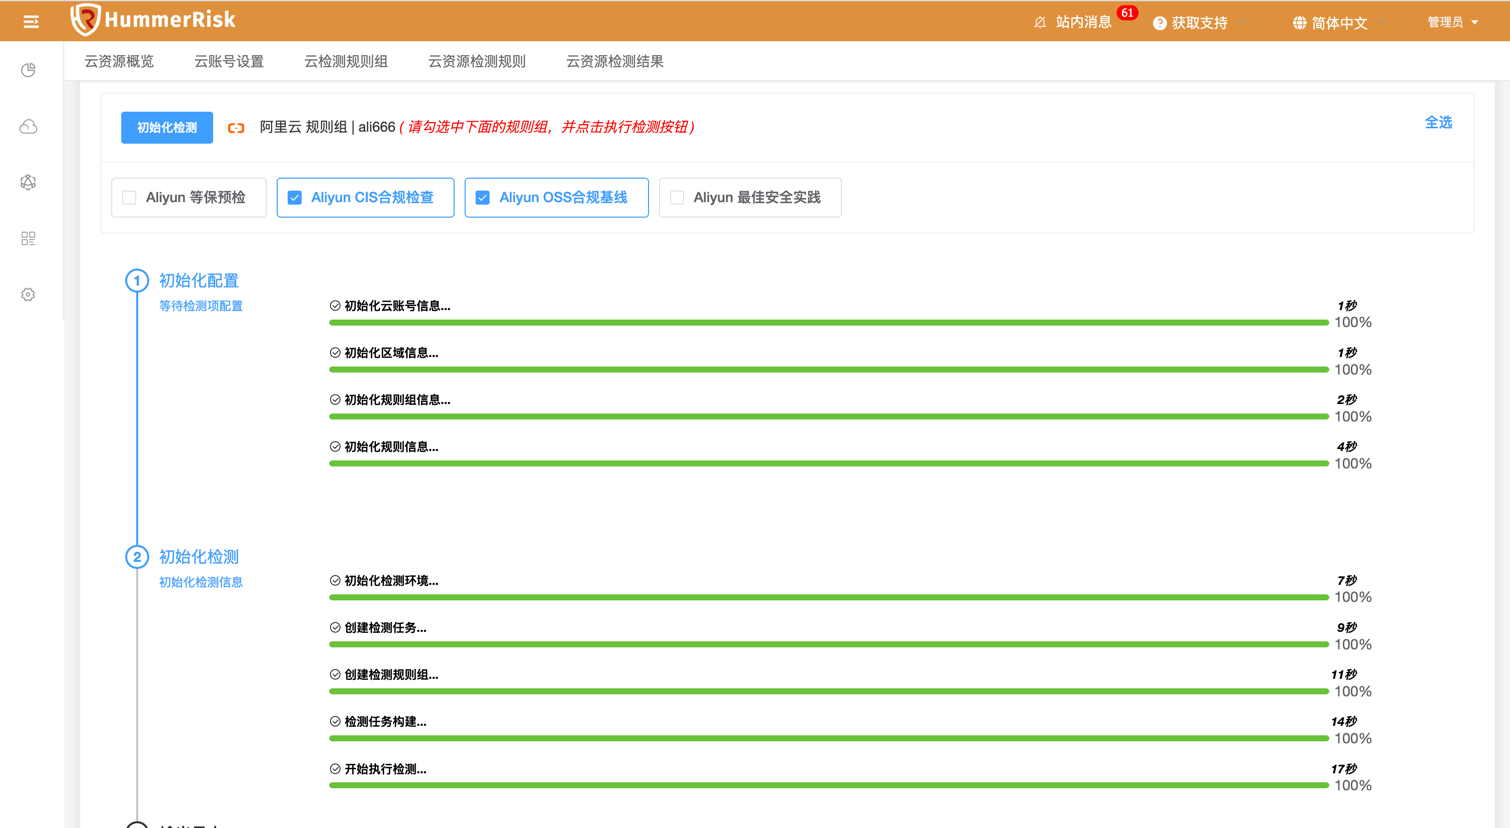 HummerRisk
站内消息 61
获取支持
简体中文
管理员
云资源概览 云账号设置 云检测规则组 云资源检测规则 云资源检测结果
初始化检测 阿里云 规则组 | ali666 ( 请勾选中下面的规则组，并点击执行检测按钮) 全选
Aliyun 等保预检 Aliyun CIS合规检查 Aliyun OSS合规基线 Aliyun 最佳安全实践
1 初始化配置
等待检测项配置
初始化云账号信息... 1秒
100%
初始化区域信息... 1秒
100%
初始化规则组信息... 2秒
100%
初始化规则信息... 4秒
100%
2 初始化检测
初始化检测信息
初始化检测环境... 7秒
100%
创建检测任务... 9秒
100%
创建检测规则组... 11秒
100%
检测任务构建... 14秒
100%
开始执行检测... 17秒
100%